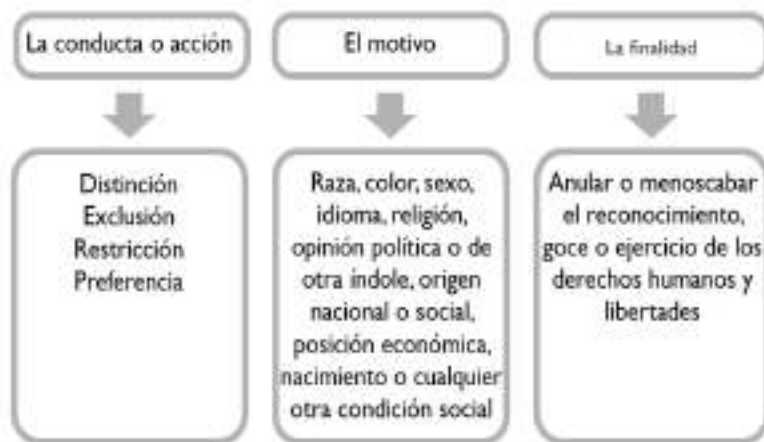 La conducta o acción
El motivo
La finalidad
Distinción
Exclusión
Restricción
Preferencia
Raza, color, sexo,
idioma, religión,
opinión política o de
otra índole, origen
nacional o social,
posición económica,
nacimiento o cualquier
otra condición social
Anular o menoscabar
el reconocimiento,
goce o ejercicio de los
derechos humanos y
libertades